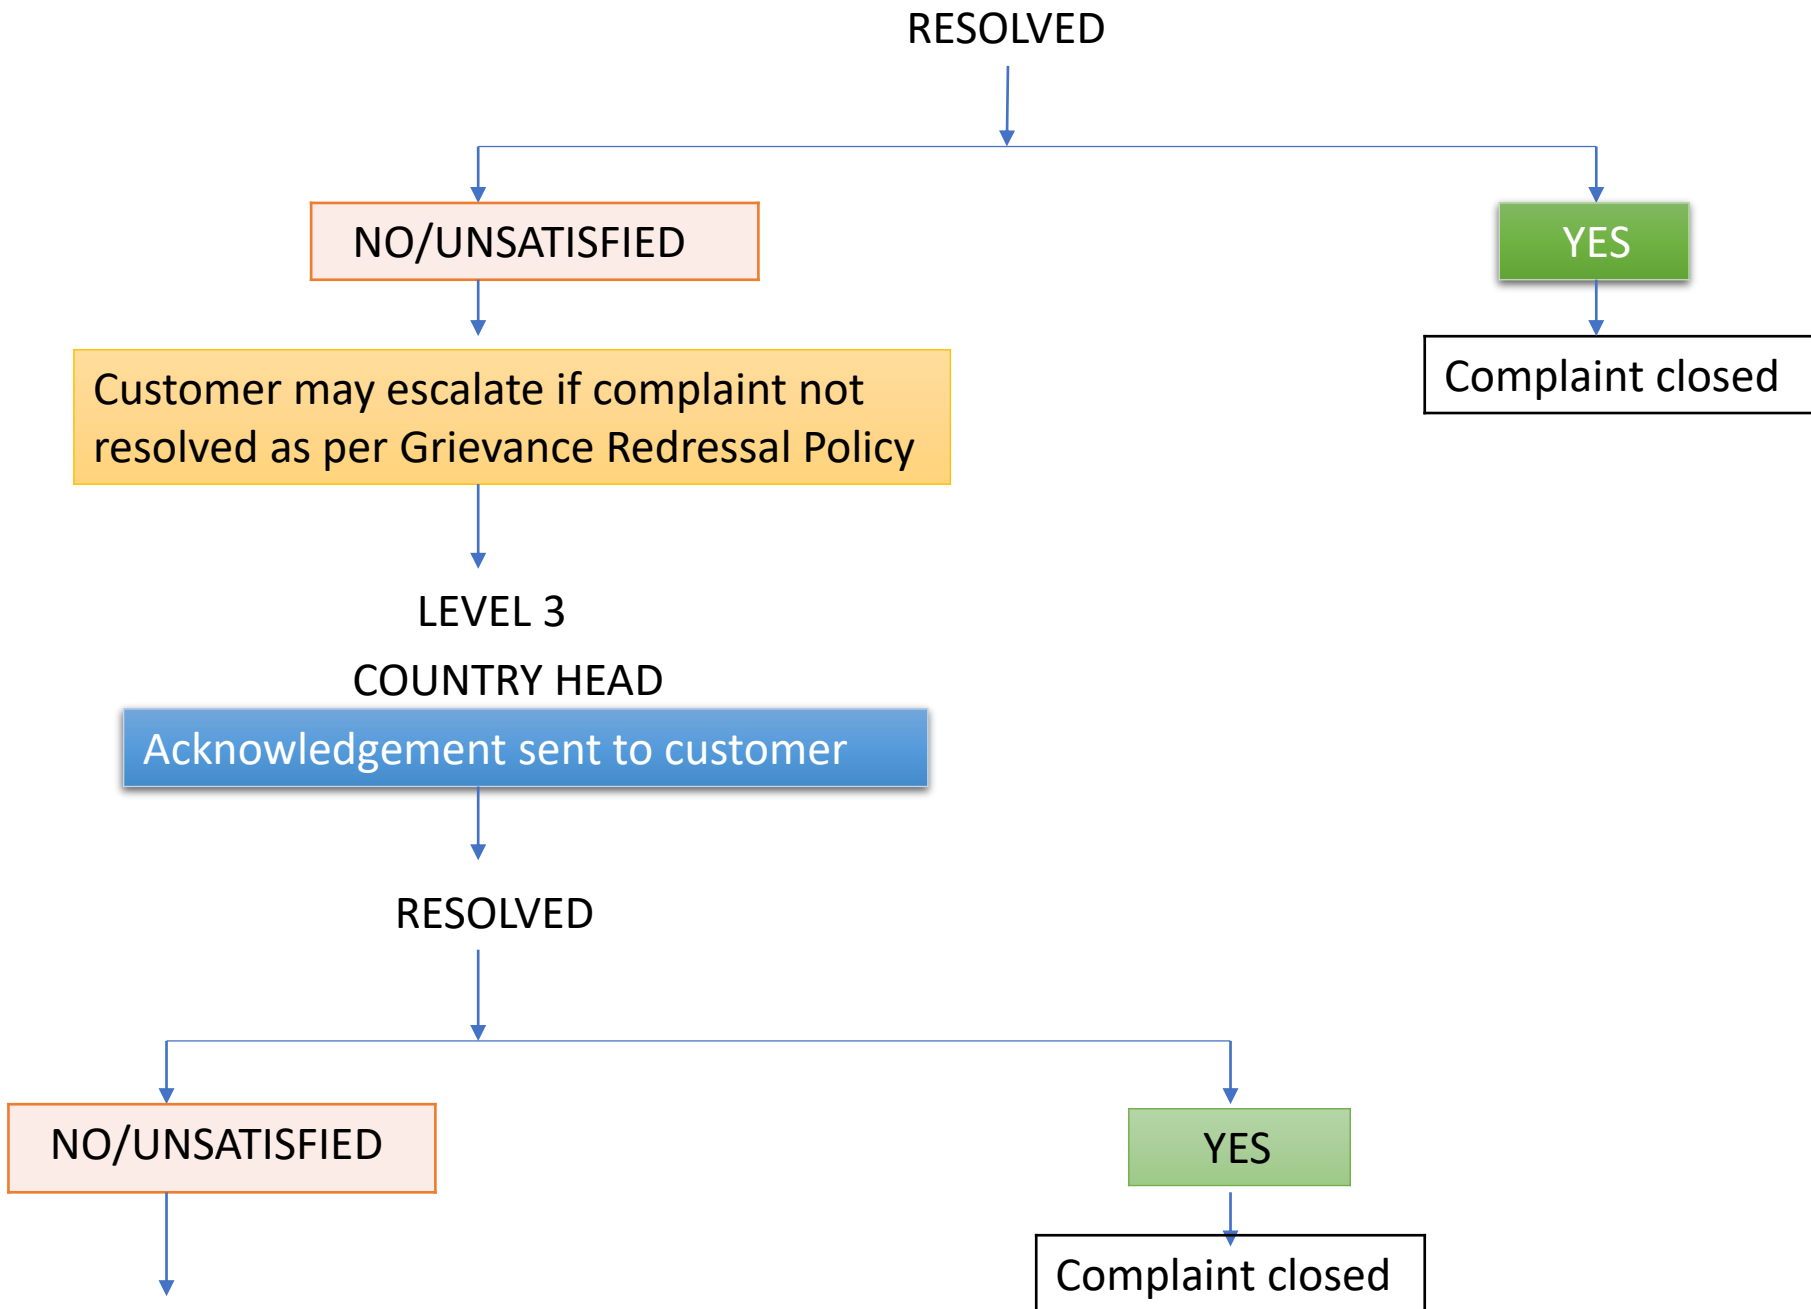 RESOLVED
NO/UNSATISFIED
YES
Complaint closed
Customer may escalate if complaint not
resolved as per Grievance Redressal Policy
LEVEL 3
COUNTRY HEAD
Acknowledgement sent to customer
RESOLVED
NO/UNSATISFIED
YES
Complaint closed